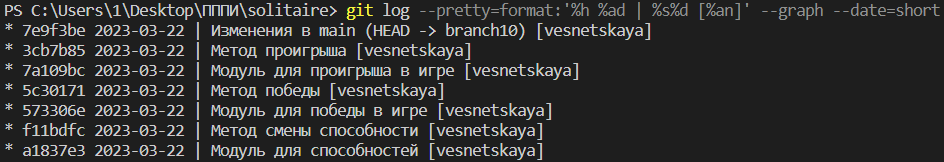 PS C:\Users\1\Desktop\ПППИ\solitaire> git log --pretty=format:'%h %ad | %s%d [%an]' --graph --date=short
* 7e9f3be 2023-03-22 | Изменения в main (HEAD -> branch10) [vesnetskaya]
* 3cb7b85 2023-03-22 | Метод проигрыша [vesnetskaya]
* 7a109bc 2023-03-22 | Модуль для проигрыша в игре [vesnetskaya]
* 5c30171 2023-03-22 | Метод победы [vesnetskaya]
* 573306e 2023-03-22 | Модуль для победы в игре [vesnetskaya]
* f11bdfc 2023-03-22 | Метод смены способности [vesnetskaya]
* a1837e3 2023-03-22 | Модуль для способностей [vesnetskaya]